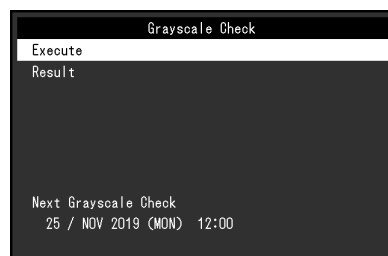 Grayscale Check
Execute
Result
Next Grayscale Check
25 / NOV 2019 (MON) 12:00